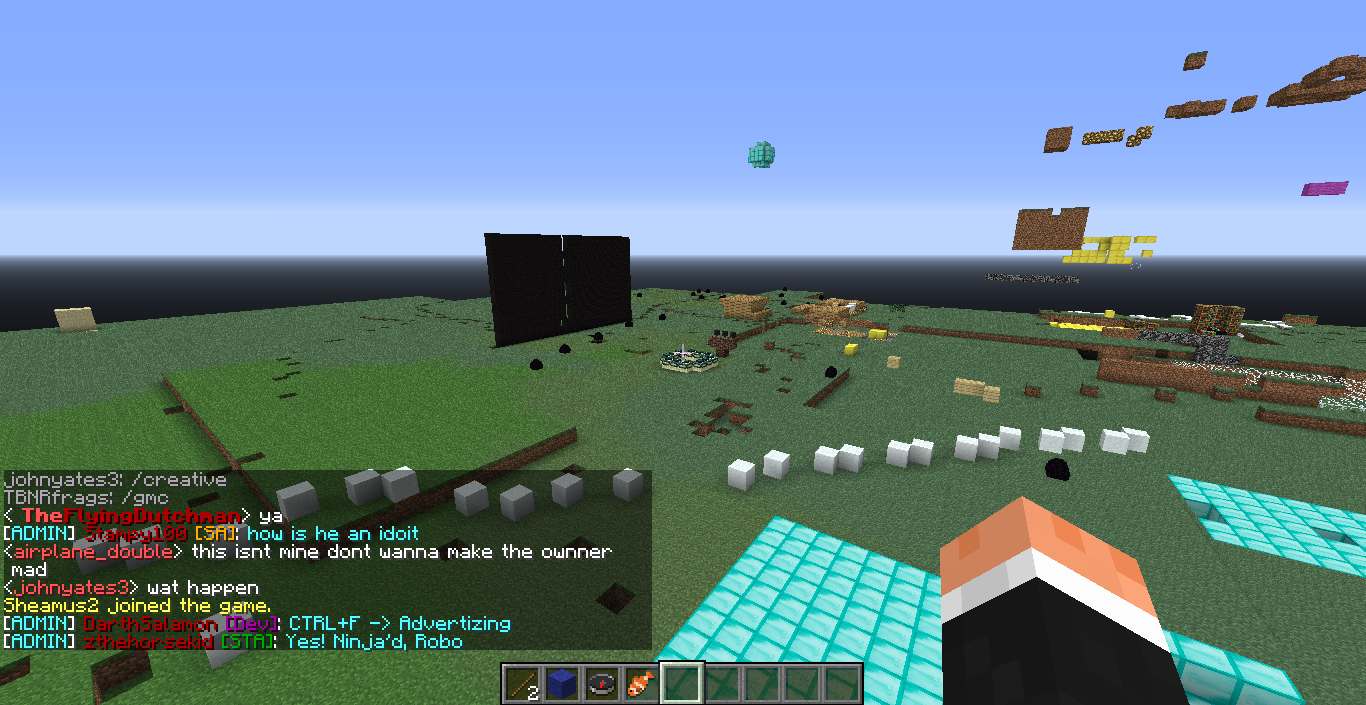 johnyates3: /creative
TBNRfrags: /gmc
< TheFlyingDutchman> ya
[ADMIN] Stampy100 [SA]: how is he an idoit
<airplane_double> this isnt mine dont wanna make the ownner
mad
<johnyates3> wat happen
Sheamus2 joined the game.
[ADMIN] DarthSalamon [Dev]: CTRL+F -> Advertizing
[ADMIN] zthehorsekid [STA]: Yes! Ninja'd, Robo
2